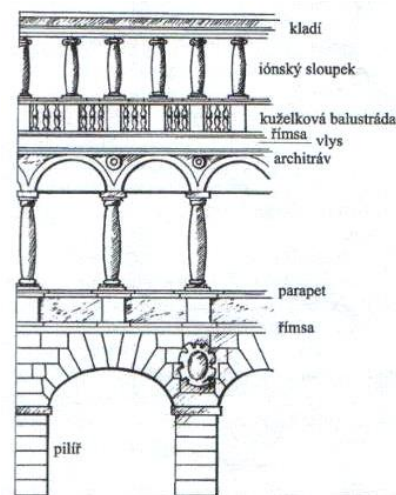 kladí
iónský sloupek
kuželková balustráda
římsa
vlys
architráv
parapet
římsa
pilíř